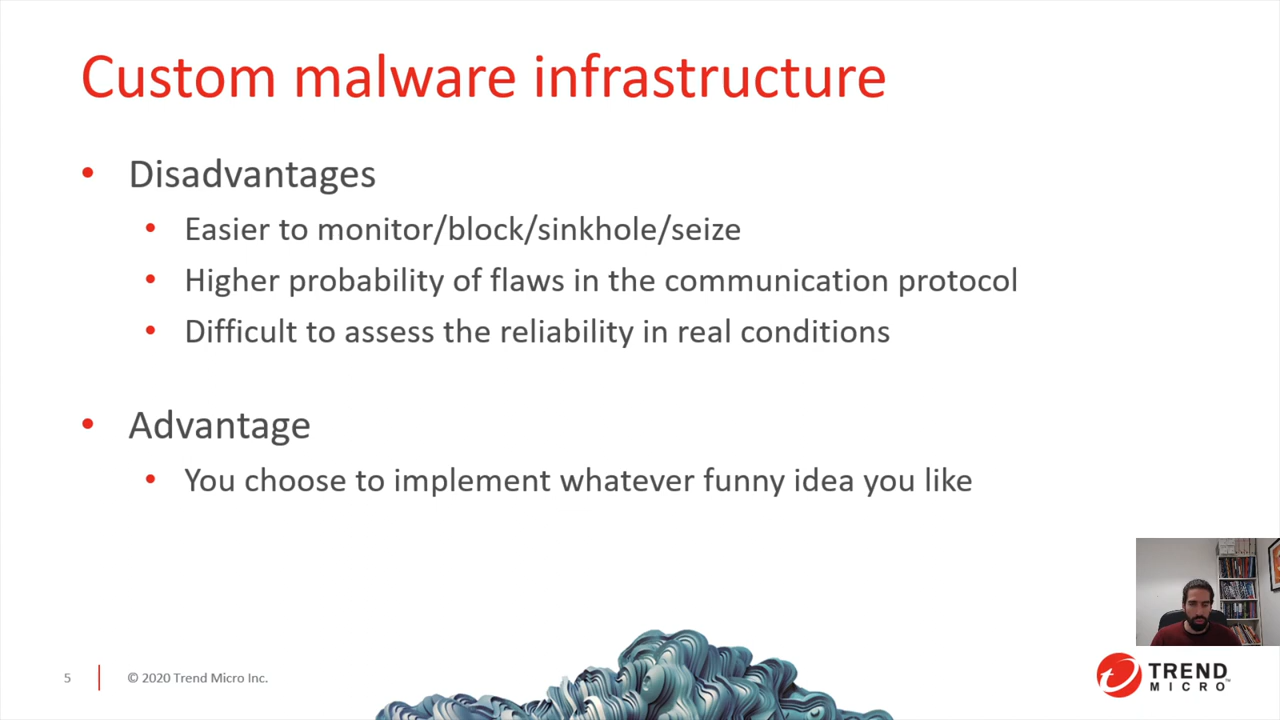 Custom malware infrastructure
• Disadvantages
• Easier to monitor/block/sinkhole/seize
• Higher probability of flaws in the communication protocol
• Difficult to assess the reliability in real conditions
• Advantage
• You choose to implement whatever funny idea you like
5
© 2020 Trend Micro Inc.
TREND
MICRO™